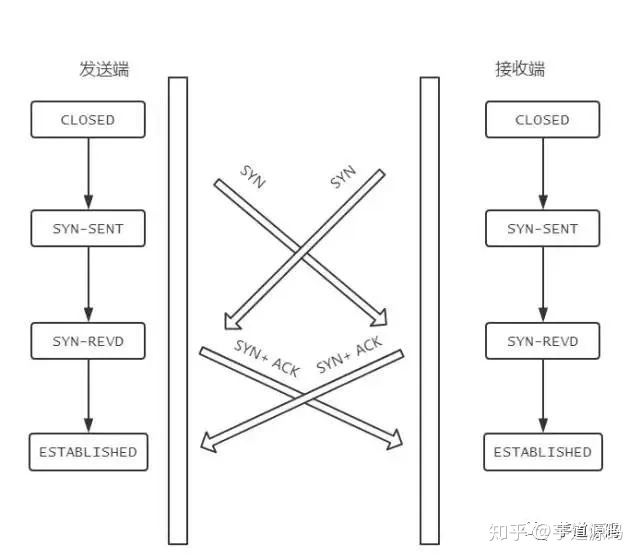 发送端
接收端
CLOSED
CLOSED
SYN
SYN
SYN-SENT
SYN-SENT
SYN-REVD
SYN-REVD
SYN+ ACK
SYN+ ACK
ESTABLISHED
ESTABLISHED
知乎 @芋道源码